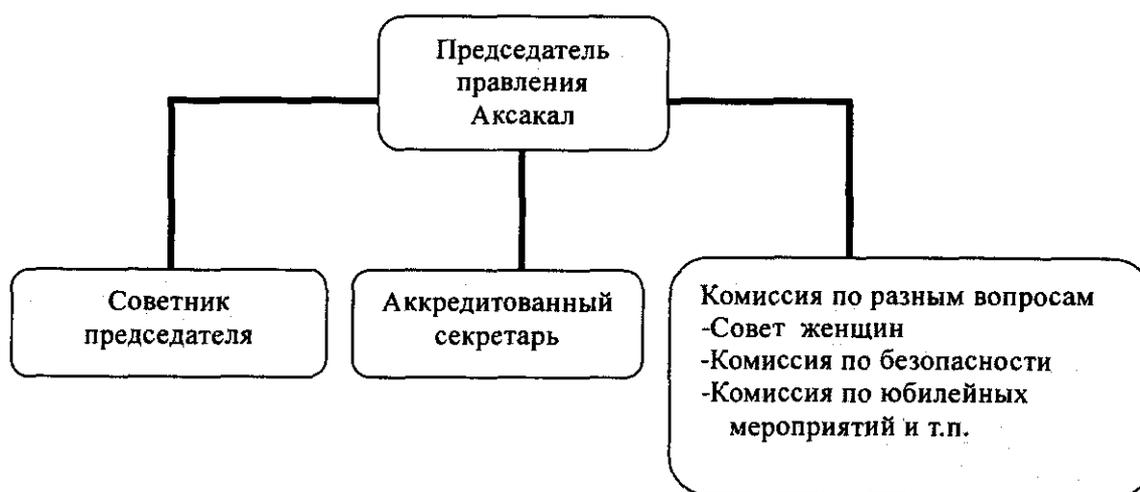 Председатель
правления
Аксакал
Советник
председателя
Аккредитованный
секретарь
Комиссия по разным вопросам
-Совет женщин
-Комиссия по безопасности
-Комиссия по юбилейных
мероприятий и т.п.